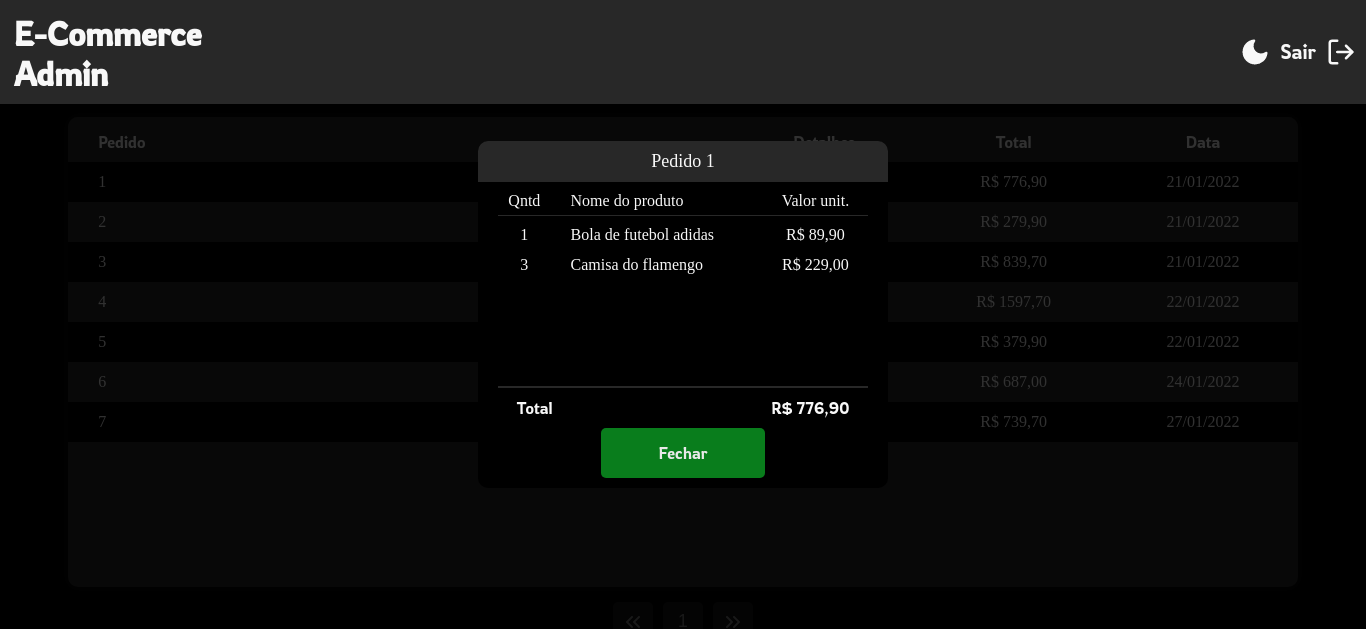 E-Commerce
Admin
Sair
Pedido Detalhes Total Data
1 R$ 776,90 21/01/2022
2 R$ 279,90 21/01/2022
3 R$ 839,70 21/01/2022
4 R$ 1597,70 22/01/2022
5 R$ 379,90 22/01/2022
6 R$ 687,00 24/01/2022
7 R$ 739,70 27/01/2022
Pedido 1
Qntd Nome do produto Valor unit.
1 Bola de futebol adidas R$ 89,90
3 Camisa do flamengo R$ 229,00
Total R$ 776,90
Fechar
1